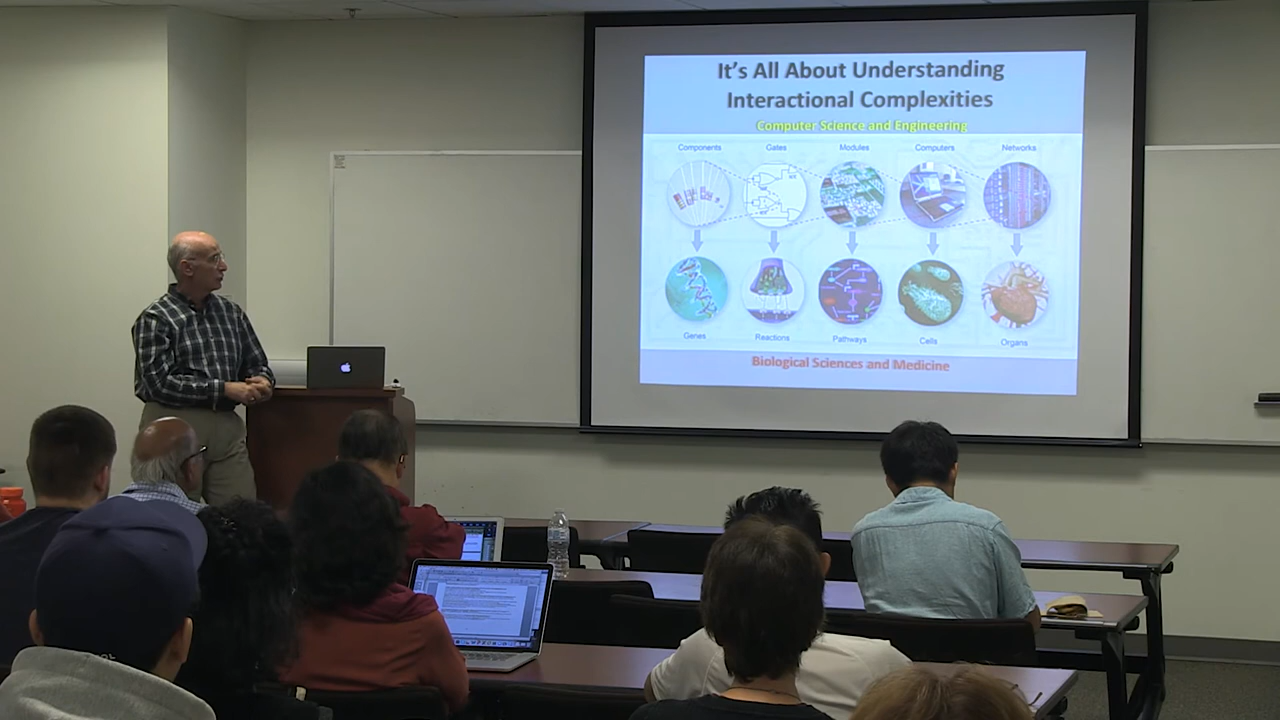 It's All About Understanding
Interactional Complexities
Computer Science and Engineering
Components Gates Modules Computers Networks
Genes Reactions Pathways Cells Organs
Biological Sciences and Medicine